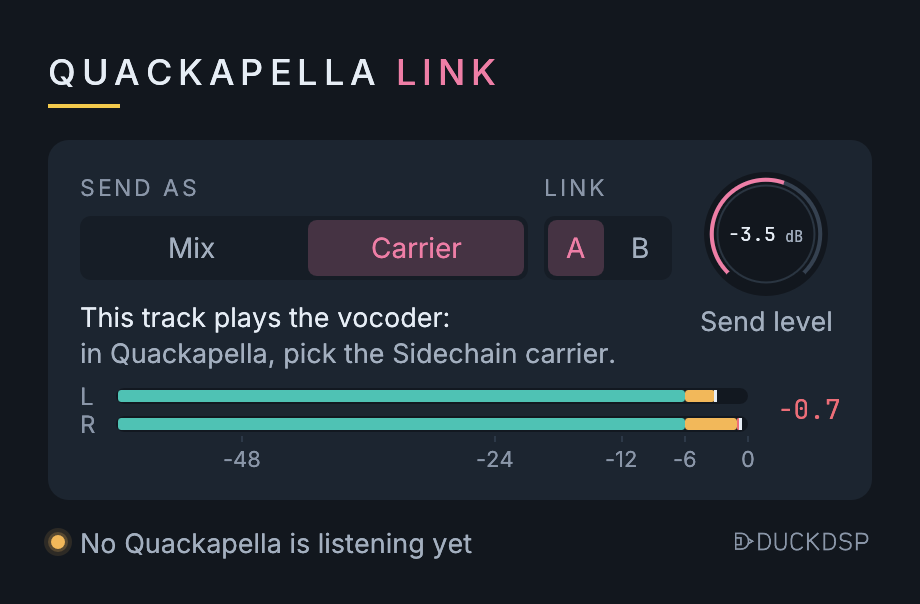 QUACKAPELLA LINK
SEND AS
LINK
Mix
Carrier
A
B
-3.5 dB
Send level
This track plays the vocoder:
in Quackapella, pick the Sidechain carrier.
L
R
-0.7
-48
-24
-12
-6
0
No Quackapella is listening yet
DUCKDSP